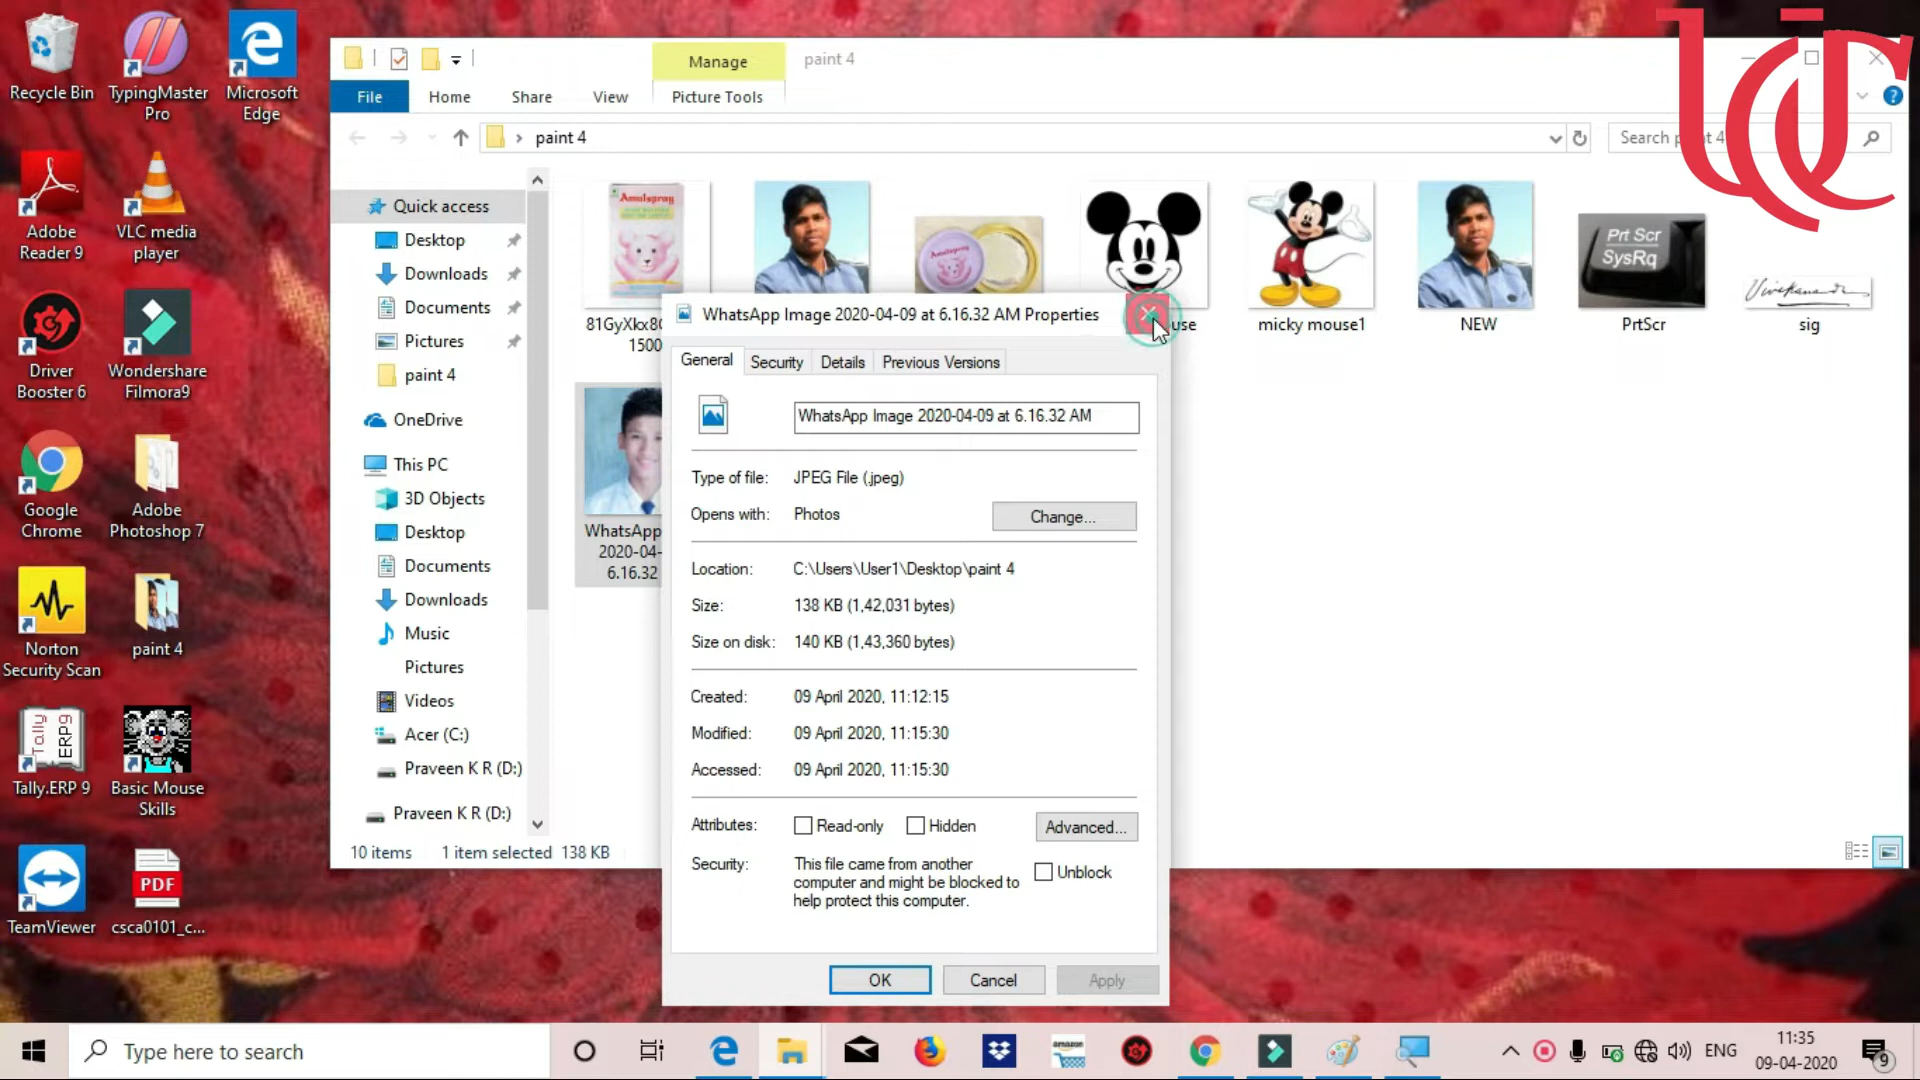 Recycle Bin
TypingMaster Pro
Microsoft Edge
Adobe Reader 9
VLC media player
Driver Booster 6
Wondershare Filmora9
Google Chrome
Adobe Photoshop 7
Norton Security Scan
paint 4
Tally.ERP 9
Basic Mouse Skills
TeamViewer
PDF
csca0101_c...
Manage
paint 4
File
Home
Share
View
Picture Tools
paint 4
Search paint 4
Quick access
Desktop
Downloads
Documents
Pictures
paint 4
OneDrive
This PC
3D Objects
Desktop
Documents
Downloads
Music
Pictures
Videos
Acer (C:)
Praveen K R (D:)
Praveen K R (D:)
10 items
1 item selected 138 KB
Amulspray
Prt Scr
SysRq
1500
micky mouse1
NEW
PrtScr
sig
WhatsApp
2020-04-
6.16.32
WhatsApp Image 2020-04-09 at 6.16.32 AM Properties
General
Security
Details
Previous Versions
WhatsApp Image 2020-04-09 at 6.16.32 AM
Type of file: JPEG File (.jpeg)
Opens with: Photos
Change...
Location: C:\Users\User1\Desktop\paint 4
Size: 138 KB (1,42,031 bytes)
Size on disk: 140 KB (1,43,360 bytes)
Created: 09 April 2020, 11:12:15
Modified: 09 April 2020, 11:15:30
Accessed: 09 April 2020, 11:15:30
Attributes: Read-only Hidden
Advanced...
Security: This file came from another
computer and might be blocked to
help protect this computer.
Unblock
OK
Cancel
Apply
Type here to search
ENG
11:35
09-04-2020
9